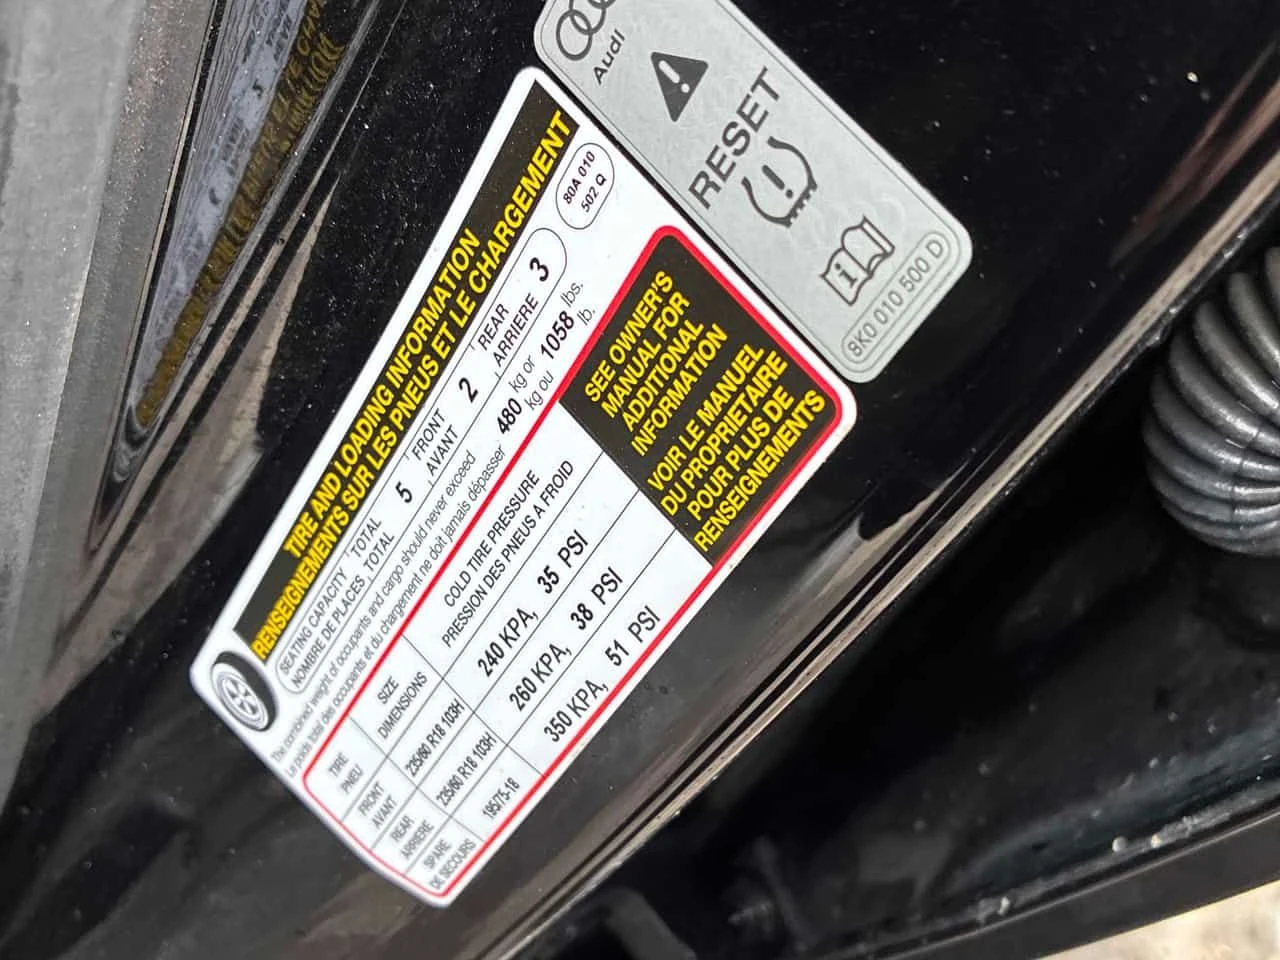 Audi
RESET
8K0 010 500 D
TIRE AND LOADING INFORMATION
RENSEIGNEMENTS SUR LES PNEUS ET LE CHARGEMENT
80A 010
502 Q
SEATING CAPACITY TOTAL 5 FRONT 2 REAR 3
NOMBRE DE PLACES TOTAL AVANT ARRIERE
The combined weight of occupants and cargo should never exceed 480 kg or 1058 lbs.
Le poids total des occupants et du chargement ne doit jamais dépasser kg ou lb.
TIRE SIZE COLD TIRE PRESSURE
PNEU DIMENSIONS PRESSION DES PNEUS A FROID
FRONT
AVANT 235/60 R18 103H 240 KPA, 35 PSI
REAR
ARRIERE 235/60 R18 103H 260 KPA, 38 PSI
SPARE
DE SECOURS 195/75-18 350 KPA, 51 PSI
SEE OWNER'S
MANUAL FOR
ADDITIONAL
INFORMATION
VOIR LE MANUEL
DU PROPRIETAIRE
POUR PLUS DE
RENSEIGNEMENTS